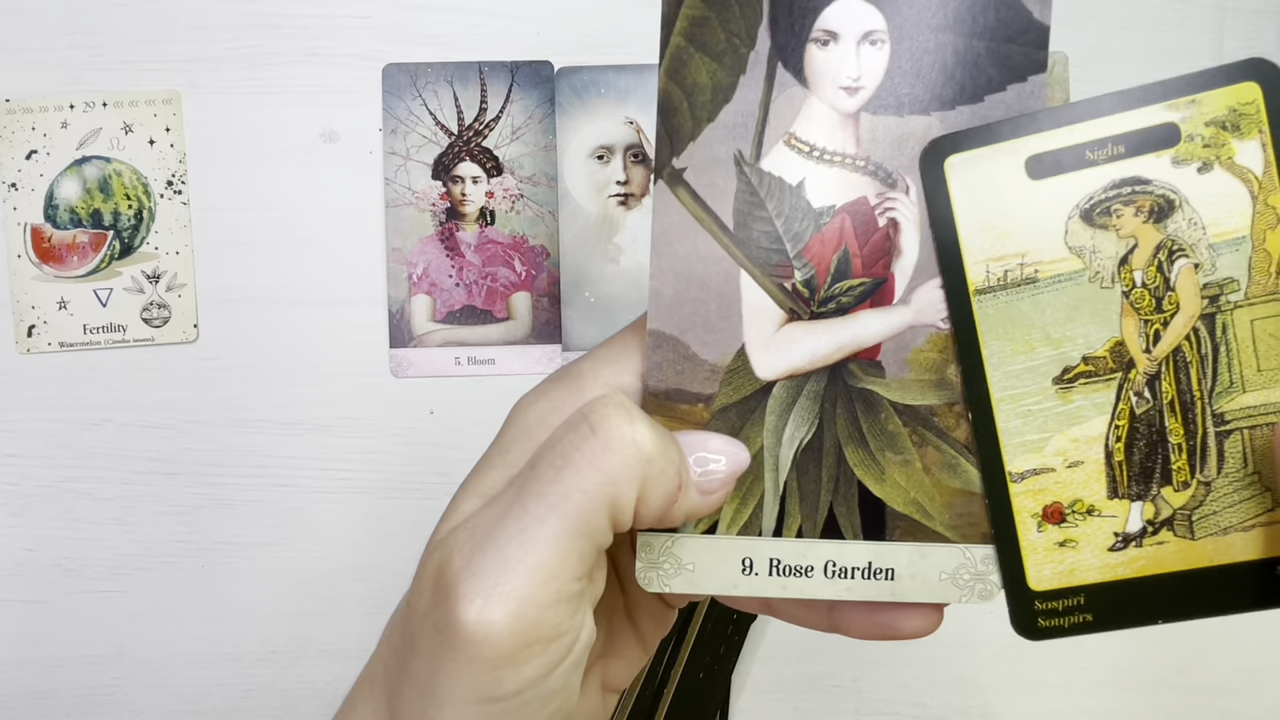 29
Fertility
Watermelon (Citrullus lanatus)
5. Bloom
9. Rose Garden
Sighs
Sospiri
Soupirs